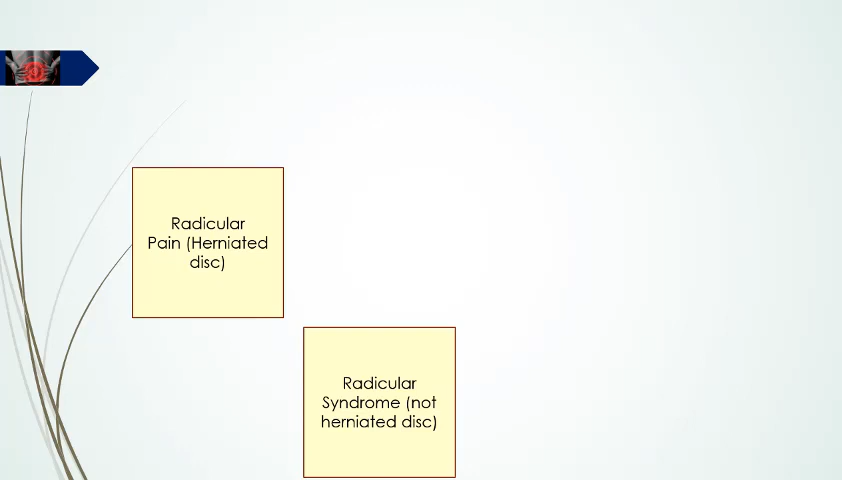 Radicular
Pain (Herniated
disc)
Radicular
Syndrome (not
herniated disc)